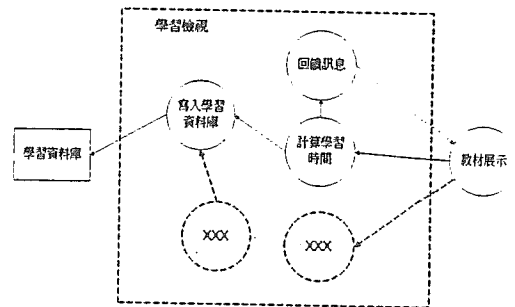 學習檢視
回饋訊息
寫入學習
資料庫
計算學習
時間
學習資料庫
教材展示
XXX
XXX